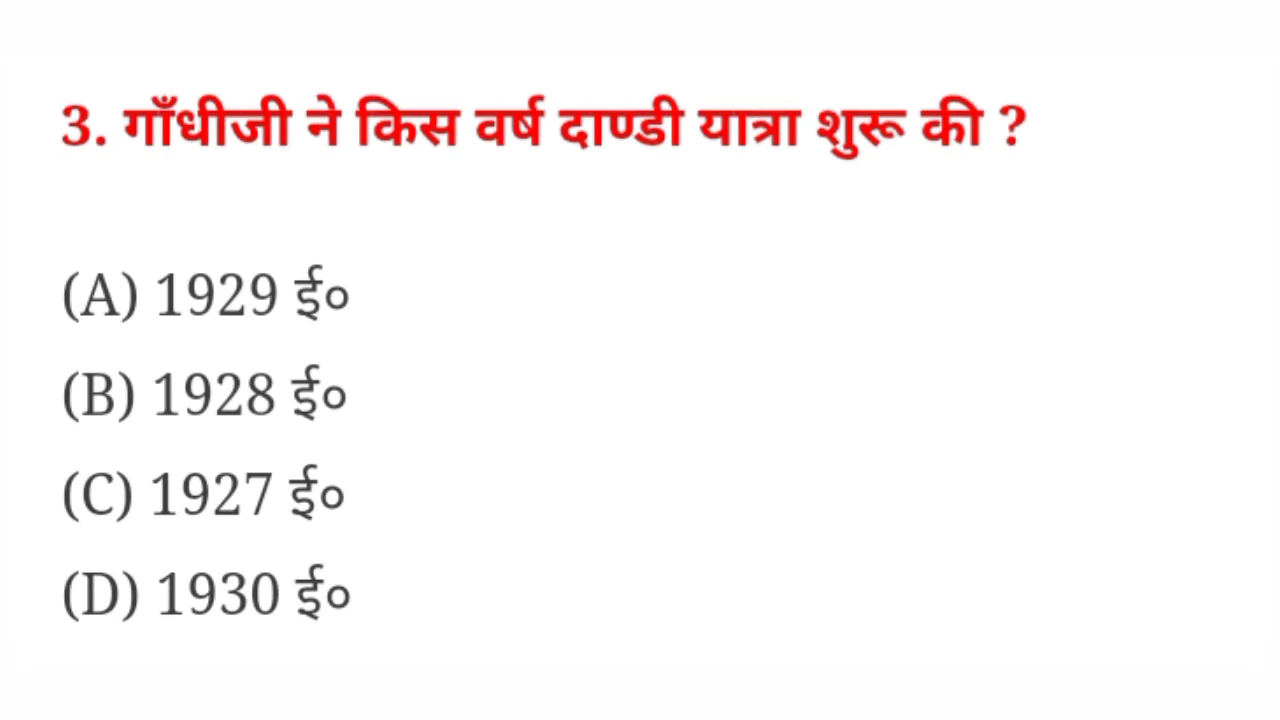 3. गाँधीजी ने किस वर्ष दाण्डी यात्रा शुरू की ?
(A) 1929 ई०
(B) 1928 ई०
(C) 1927 ई०
(D) 1930 ई०